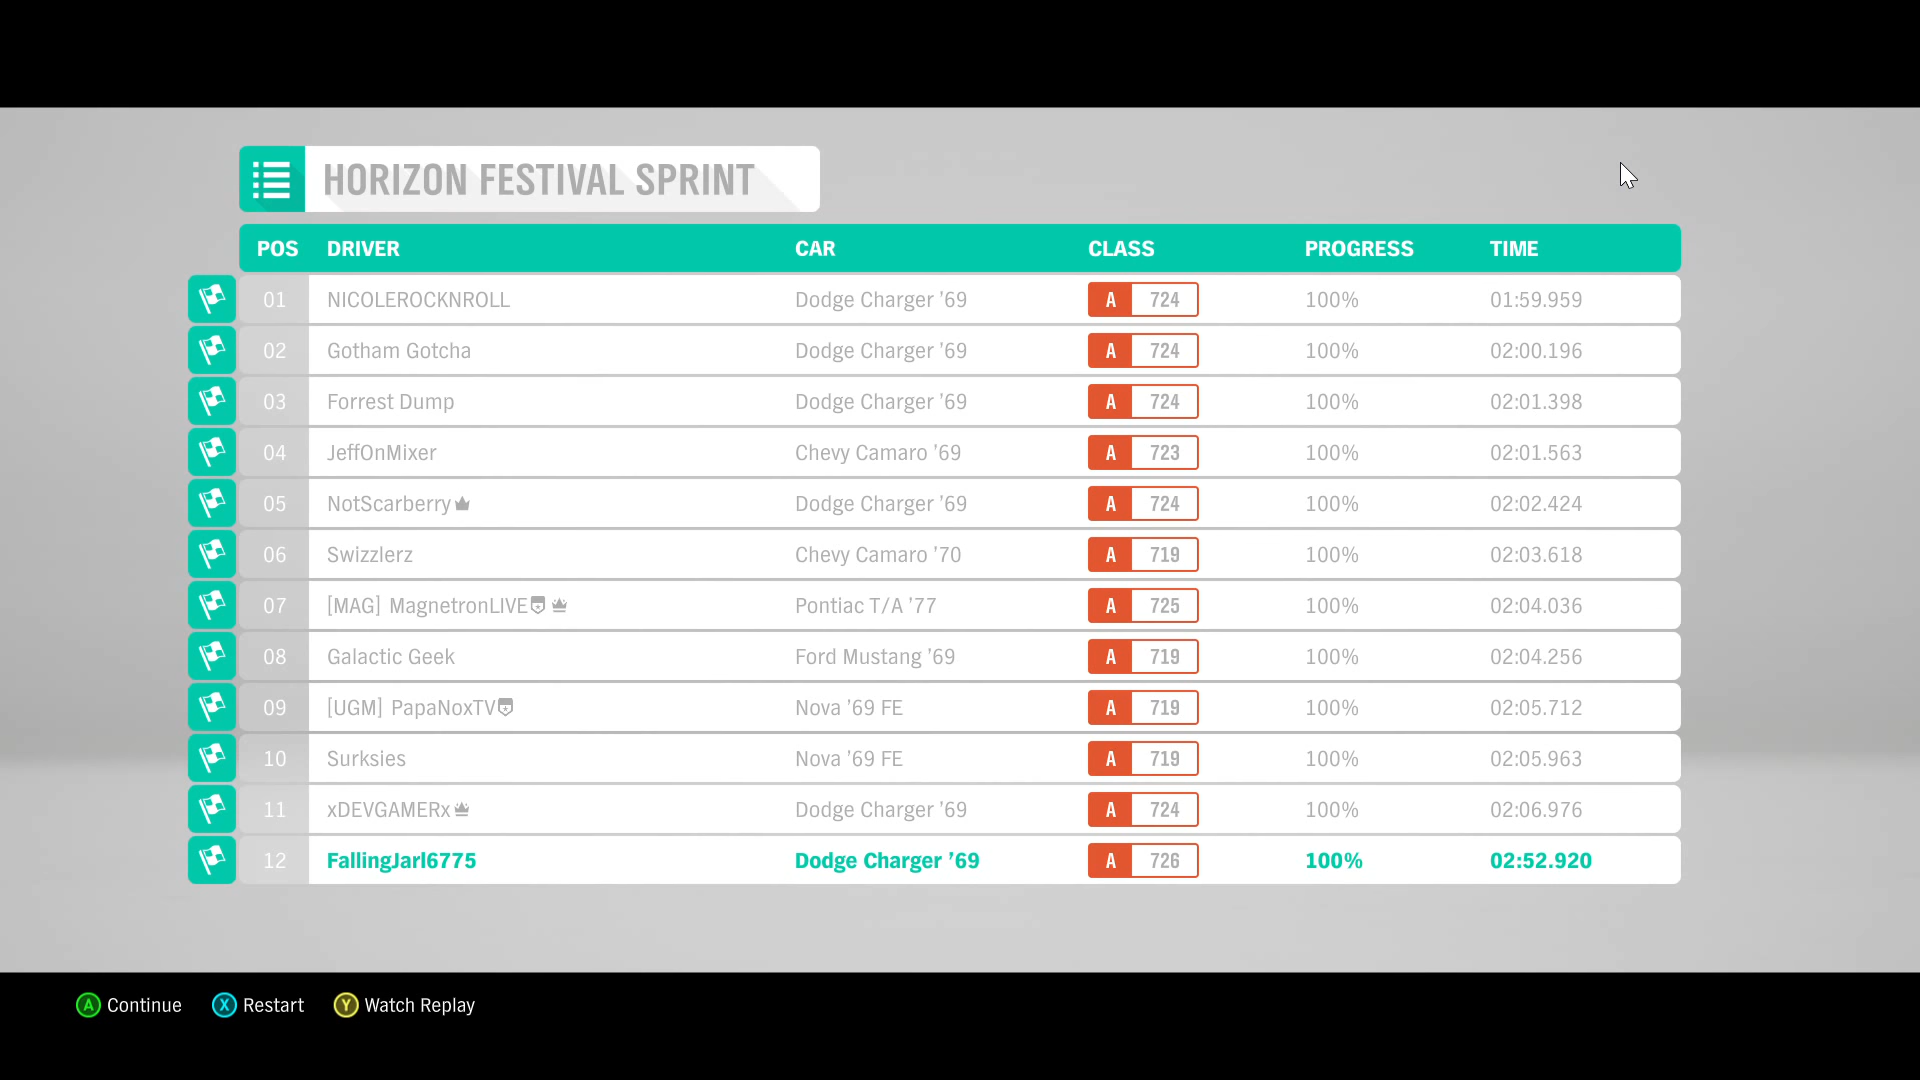 HORIZON FESTIVAL SPRINT
POS DRIVER CAR CLASS PROGRESS TIME
01 NICOLEROCKNROLL Dodge Charger ’69 A 724 100% 01:59.959
02 Gotham Gotcha Dodge Charger ’69 A 724 100% 02:00.196
03 Forrest Dump Dodge Charger ’69 A 724 100% 02:01.398
04 JeffOnMixer Chevy Camaro ’69 A 723 100% 02:01.563
05 NotScarberry Dodge Charger ’69 A 724 100% 02:02.424
06 Swizzlerz Chevy Camaro ’70 A 719 100% 02:03.618
07 [MAG] MagnetronLIVE Pontiac T/A ’77 A 725 100% 02:04.036
08 Galactic Geek Ford Mustang ’69 A 719 100% 02:04.256
09 [UGM] PapaNoxTV Nova ’69 FE A 719 100% 02:05.712
10 Surksies Nova ’69 FE A 719 100% 02:05.963
11 xDEVGAMERx Dodge Charger ’69 A 724 100% 02:06.976
12 FallingJarl6775 Dodge Charger ’69 A 726 100% 02:52.920
A Continue X Restart Y Watch Replay